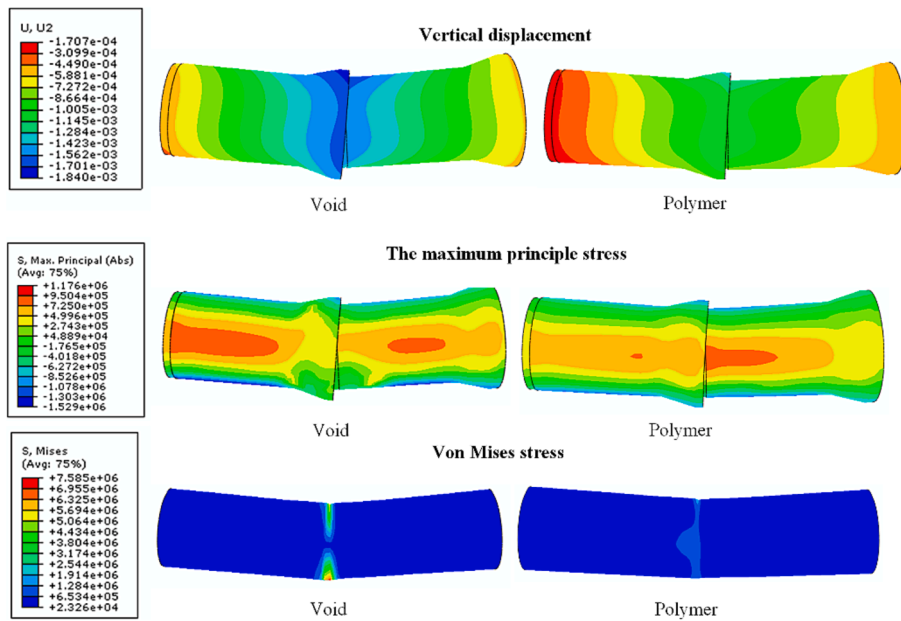 U, U2
-1.707e-04
-3.099e-04
-4.490e-04
-5.881e-04
-7.272e-04
-8.664e-04
-1.005e-03
-1.145e-03
-1.284e-03
-1.423e-03
-1.562e-03
-1.701e-03
-1.840e-03
Vertical displacement
Void
Polymer
S, Max. Principal (Abs)
(Avg: 75%)
+1.176e+06
+9.504e+05
+7.250e+05
+4.996e+05
+2.743e+05
+4.889e+04
-1.765e+05
-4.018e+05
-6.272e+05
-8.526e+05
-1.078e+06
-1.303e+06
-1.529e+06
The maximum principle stress
Void
Polymer
S, Mises
(Avg: 75%)
+7.585e+06
+6.955e+06
+6.325e+06
+5.694e+06
+5.064e+06
+4.434e+06
+3.804e+06
+3.174e+06
+2.544e+06
+1.914e+06
+1.284e+06
+6.534e+05
+2.326e+04
Von Mises stress
Void
Polymer